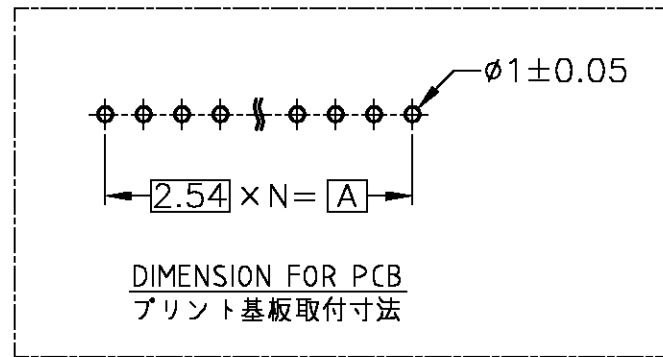 ø1±0.05
2.54 ×N= A
DIMENSION FOR PCB
プリント基板取付寸法